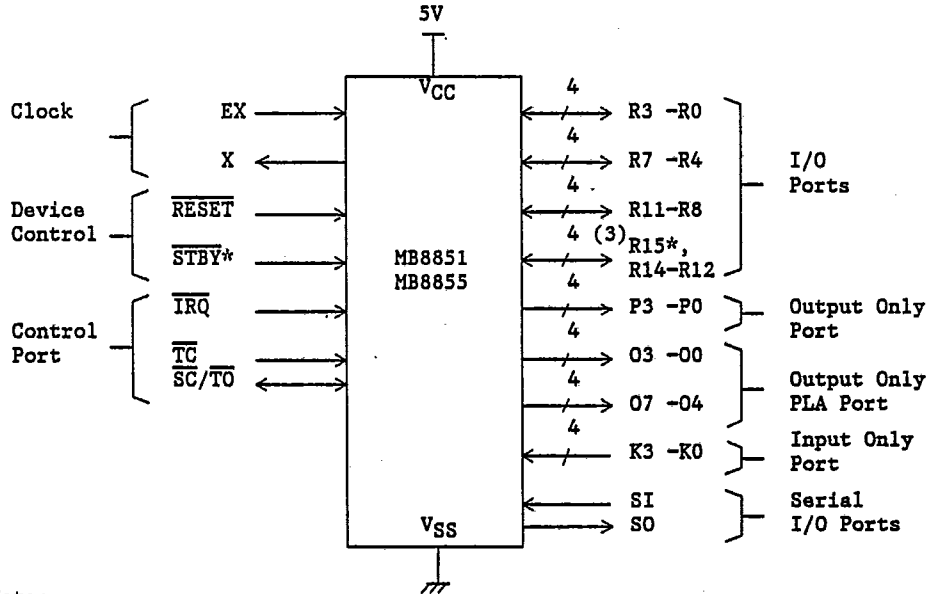 5V
VCC
Clock
EX
X
Device
Control
RESET
STBY*
Control
Port
IRQ
TC
SC/TO
MB8851
MB8855
VSS
4
R3 -R0
4
R7 -R4
4
R11-R8
4 (3)
R15*,
R14-R12
I/O
Ports
4
P3 -P0
Output Only
Port
4
O3 -O0
4
O7 -O4
Output Only
PLA Port
4
K3 -K0
Input Only
Port
SI
SO
Serial
I/O Ports